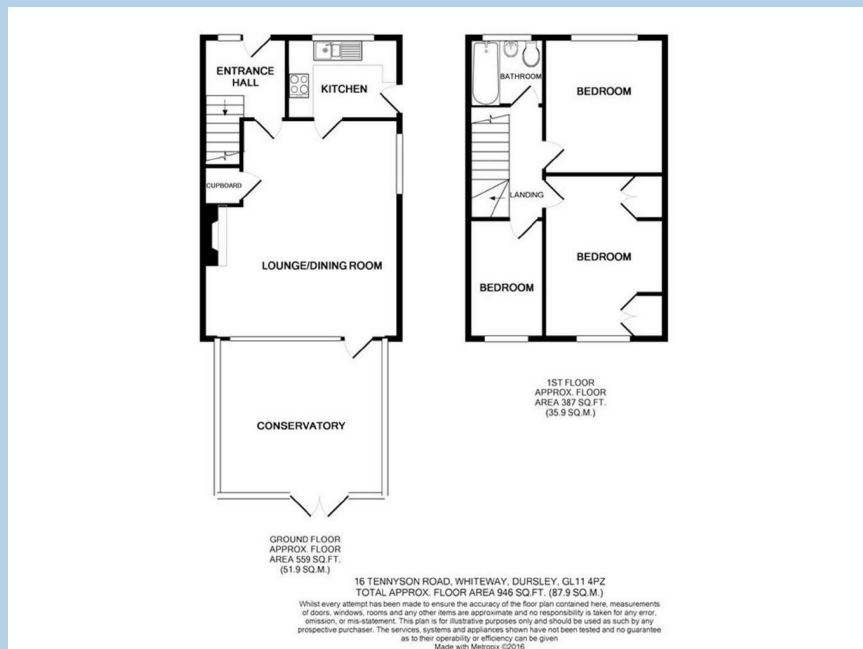 ENTRANCE
HALL
KITCHEN
CUPBOARD
LOUNGE/DINING ROOM
CONSERVATORY
GROUND FLOOR
APPROX. FLOOR
AREA 559 SQ.FT.
(51.9 SQ.M.)
BATHROOM
BEDROOM
LANDING
BEDROOM
BEDROOM
1ST FLOOR
APPROX. FLOOR
AREA 387 SQ.FT.
(35.9 SQ.M.)
16 TENNYSON ROAD, WHITEWAY, DURSLEY, GL11 4PZ
TOTAL APPROX. FLOOR AREA 946 SQ.FT. (87.9 SQ.M.)
Whilst every attempt has been made to ensure the accuracy of the floor plan contained here, measurements
of doors, windows, rooms and any other items are approximate and no responsibility is taken for any error,
omission, or mis-statement. This plan is for illustrative purposes only and should be used as such by any
prospective purchaser. The services, systems and appliances shown have not been tested and no guarantee
as to their operability or efficiency can be given
Made with Metropix ©2016